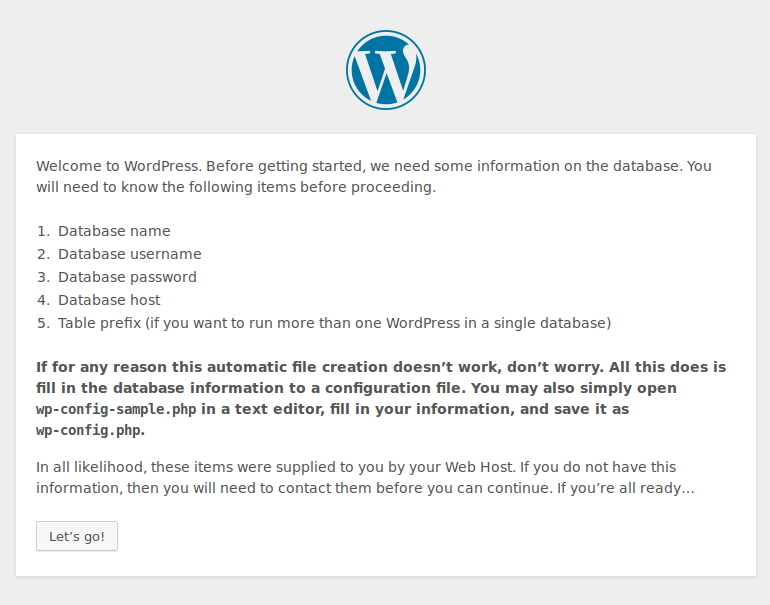 Welcome to WordPress. Before getting started, we need some information on the database. You
will need to know the following items before proceeding.
1. Database name
2. Database username
3. Database password
4. Database host
5. Table prefix (if you want to run more than one WordPress in a single database)
If for any reason this automatic file creation doesn’t work, don’t worry. All this does is
fill in the database information to a configuration file. You may also simply open
wp-config-sample.php in a text editor, fill in your information, and save it as
wp-config.php.
In all likelihood, these items were supplied to you by your Web Host. If you do not have this
information, then you will need to contact them before you can continue. If you’re all ready…
Let’s go!